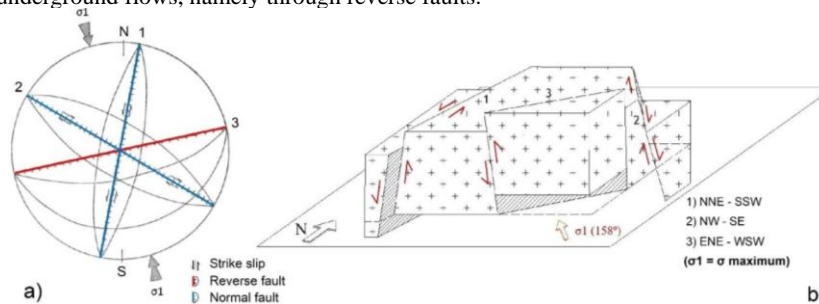 underground flows, namely through reverse faults.
σ1
N
1
2
3
S
σ1
Strike slip
Reverse fault
Normal fault
a)
1
3
2
N
σ1 (158º)
1) NNE - SSW
2) NW - SE
3) ENE - WSW
(σ1 = σ maximum)
b